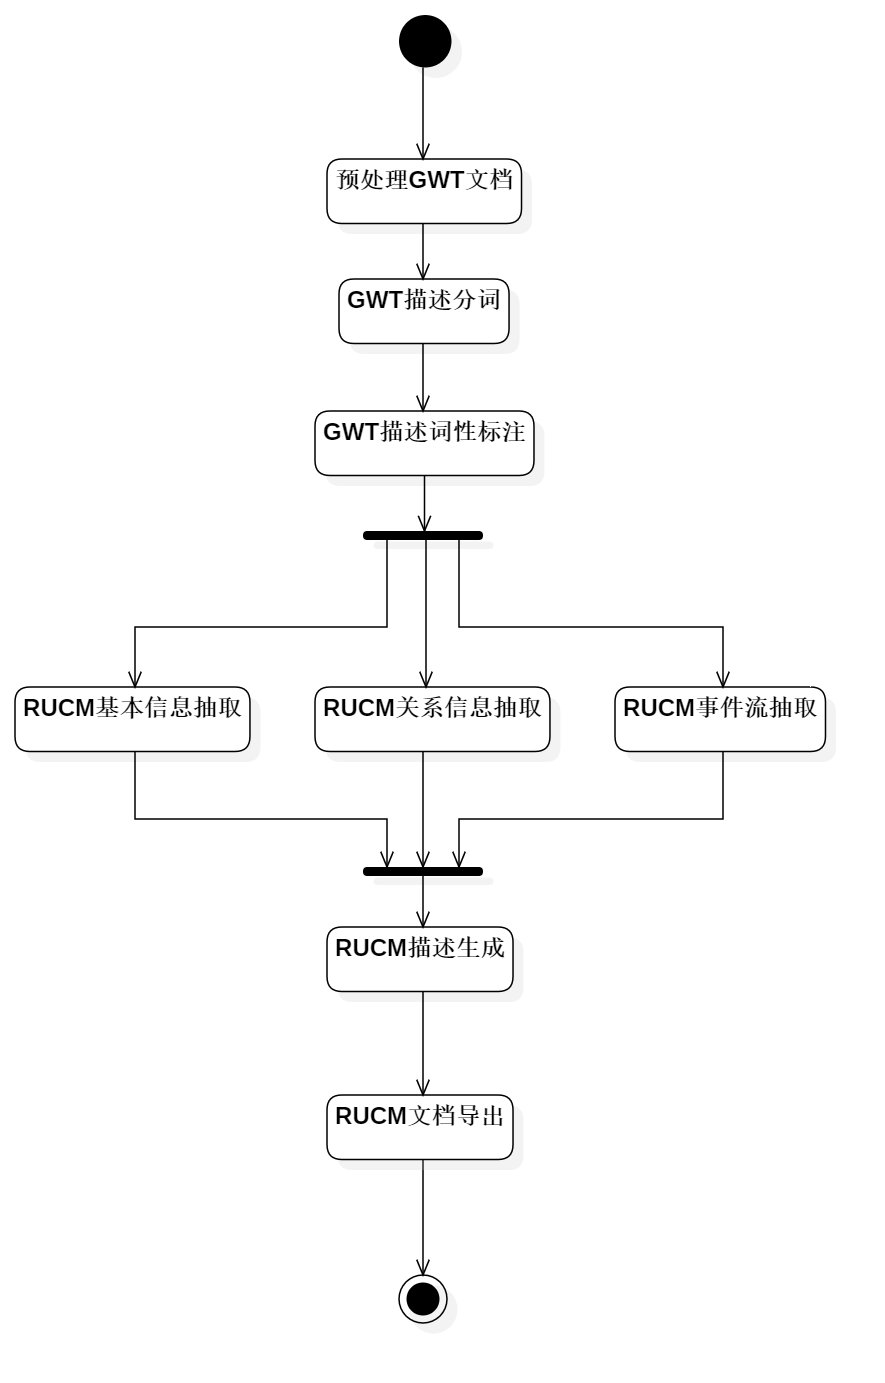 预处理GWT文档
GWT描述分词
GWT描述词性标注
RUCM基本信息抽取
RUCM关系信息抽取
RUCM事件流抽取
RUCM描述生成
RUCM文档导出